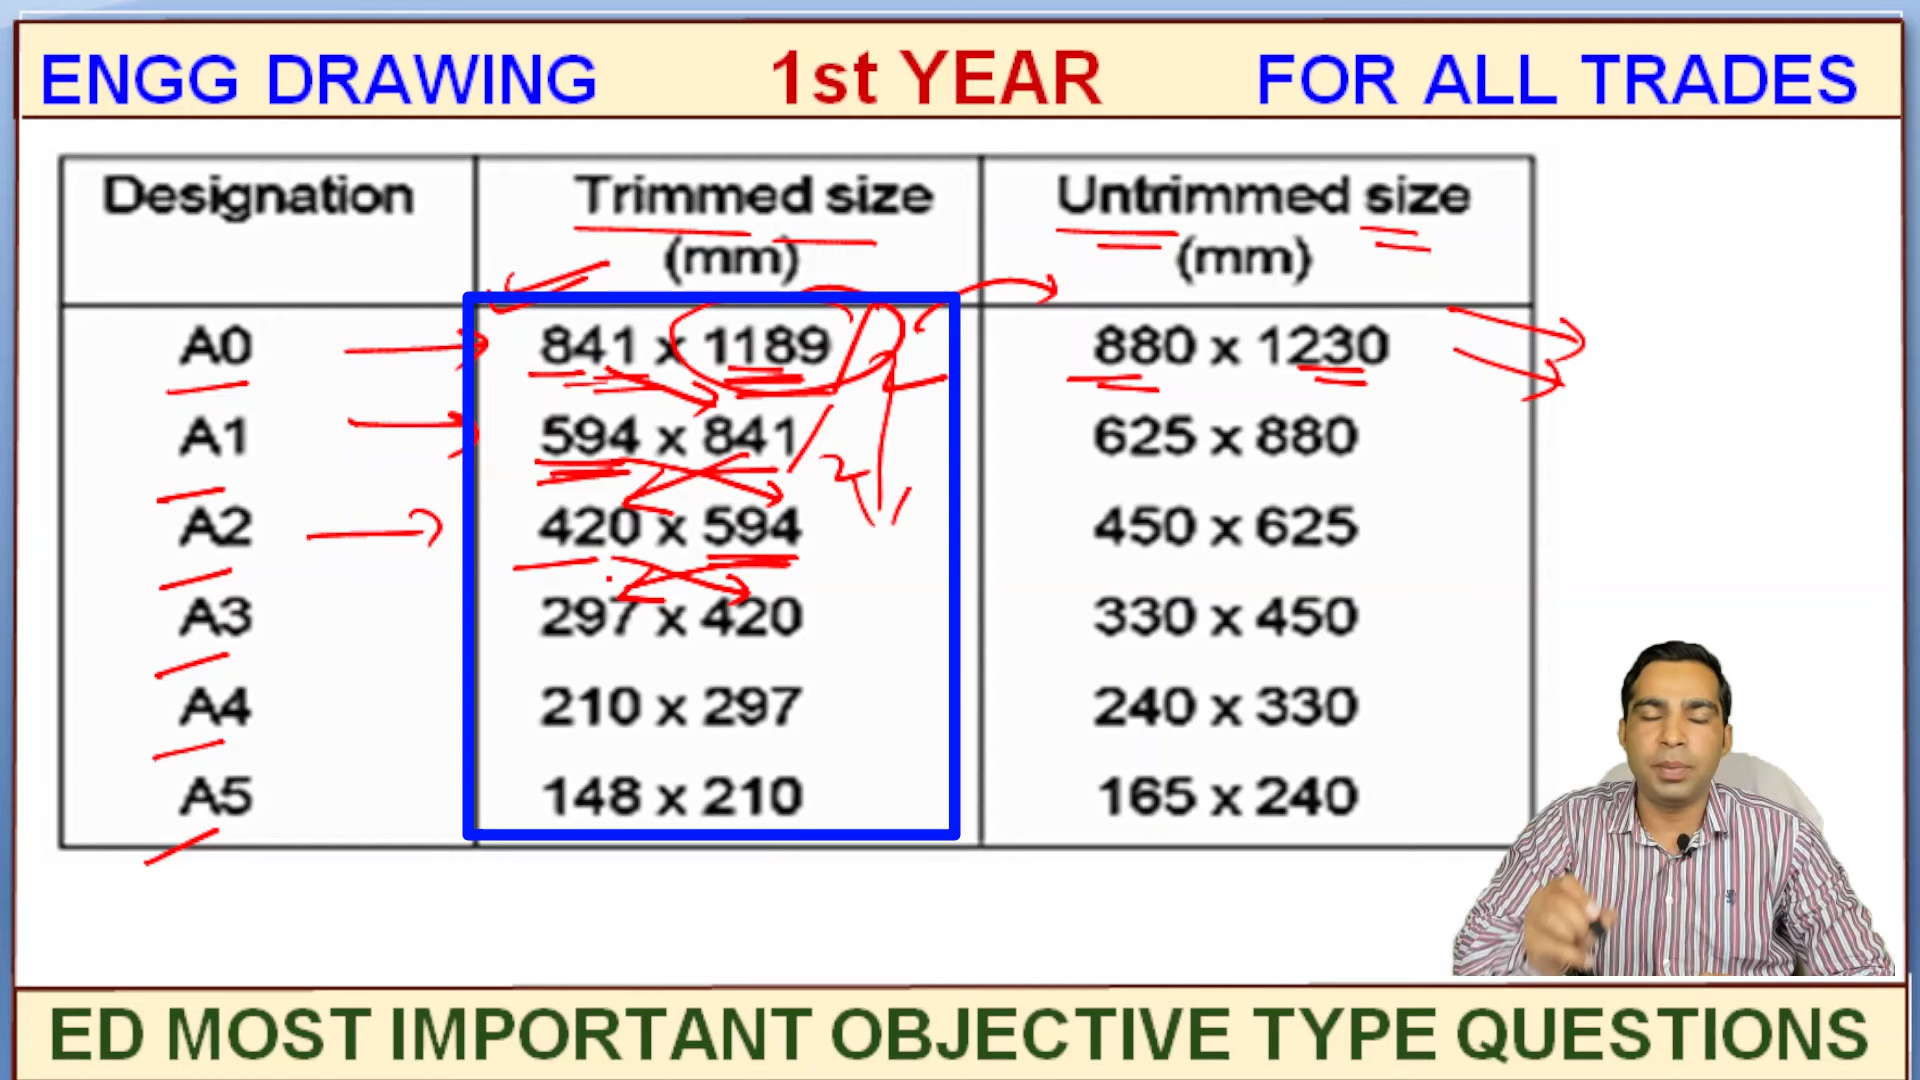 ENGG DRAWING 1st YEAR FOR ALL TRADES
Designation Trimmed size (mm) Untrimmed size (mm)
A0 841 x 1189 880 x 1230
A1 594 x 841 625 x 880
A2 420 x 594 450 x 625
A3 297 x 420 330 x 450
A4 210 x 297 240 x 330
A5 148 x 210 165 x 240
ED MOST IMPORTANT OBJECTIVE TYPE QUESTIONS